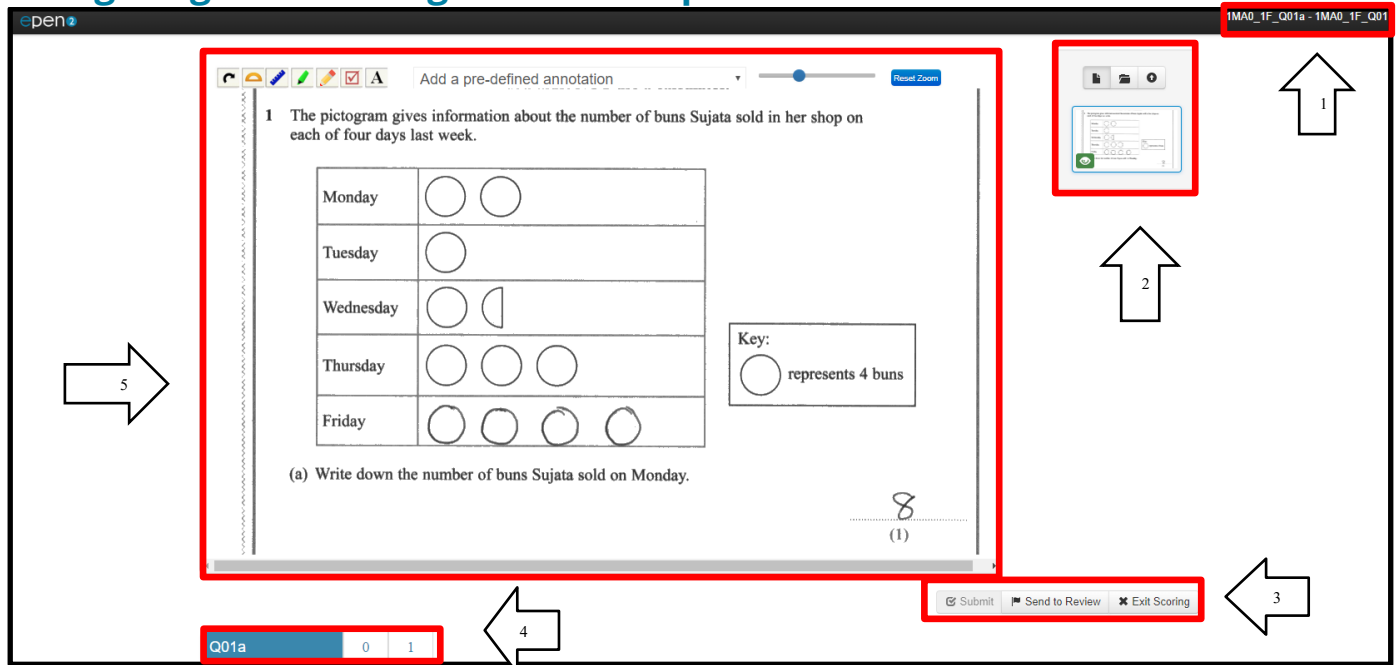 epen2
1MA0_1F_Q01a - 1MA0_1F_Q01
Add a pre-defined annotation
Reset Zoom
1
1 The pictogram gives information about the number of buns Sujata sold in her shop on
each of four days last week.
Monday
Tuesday
Wednesday
Thursday
Friday
Key:
represents 4 buns
2
5
(a) Write down the number of buns Sujata sold on Monday.
8
(1)
Submit
Send to Review
Exit Scoring
3
4
Q01a 0 1